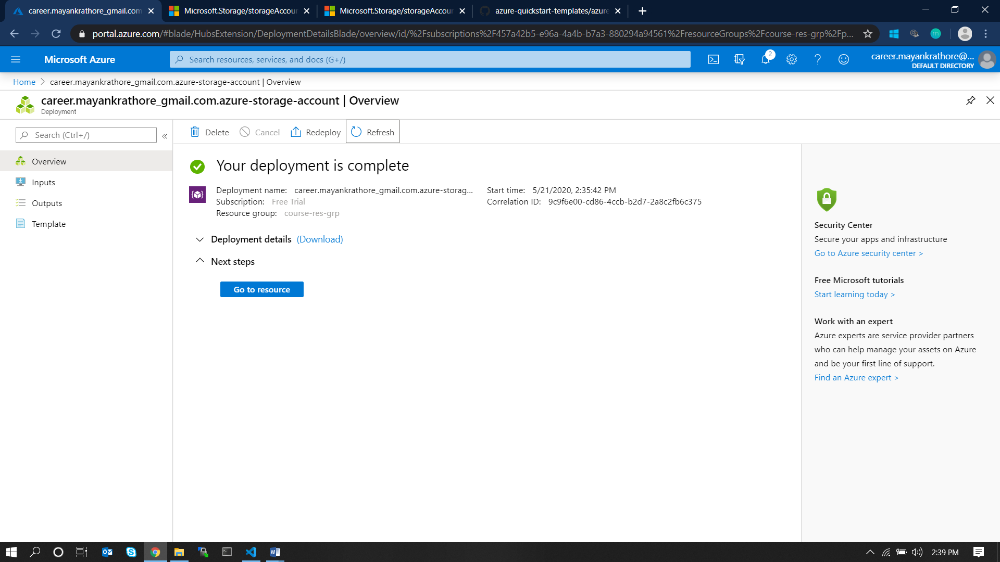 career.mayankrathore_gmail.com
Microsoft.Storage/storageAccoun
Microsoft.Storage/storageAccoun
azure-quickstart-templates/azure
portal.azure.com/#blade/HubsExtension/DeploymentDetailsBlade/overview/id/%2Fsubscriptions%2F457a42b5-e96a-4a4b-b7a3-880294a94561%2FresourceGroups%2Fcourse-res-grp%2Fp...
m
Microsoft Azure
Search resources, services, and docs (G+/)
2
career.mayankrathore@...
DEFAULT DIRECTORY
Home > career.mayankrathore_gmail.com.azure-storage-account | Overview
career.mayankrathore_gmail.com.azure-storage-account | Overview
Deployment
Search (Ctrl+/)
«
Overview
Inputs
Outputs
Template
Delete
Cancel
Redeploy
Refresh
Your deployment is complete
Deployment name: career.mayankrathore_gmail.com.azure-storag...
Subscription: Free Trial
Resource group: course-res-grp
Start time: 5/21/2020, 2:35:42 PM
Correlation ID: 9c9f6e00-cd86-4ccb-b2d7-2a8c2fb6c375
Deployment details (Download)
Next steps
Go to resource
Security Center
Secure your apps and infrastructure
Go to Azure security center >
Free Microsoft tutorials
Start learning today >
Work with an expert
Azure experts are service provider partners
who can help manage your assets on Azure
and be your first line of support.
Find an Azure expert >
2:39 PM